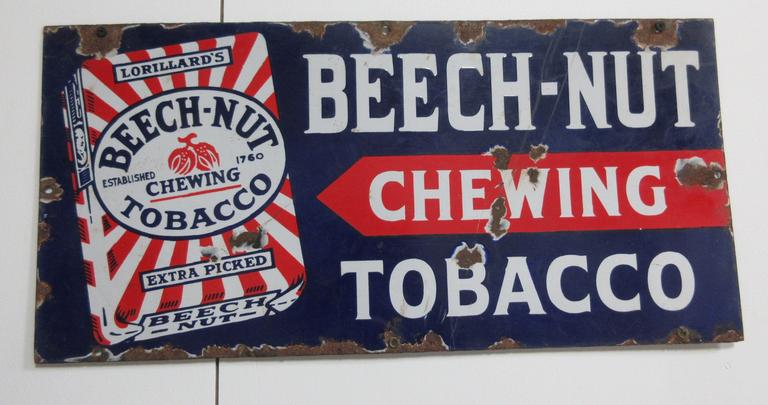 LORILLARD'S
BEECH-NUT
ESTABLISHED 1760
CHEWING
TOBACCO
EXTRA PICKED
BEECH
NUT
BEECH-NUT
CHEWING
TOBACCO